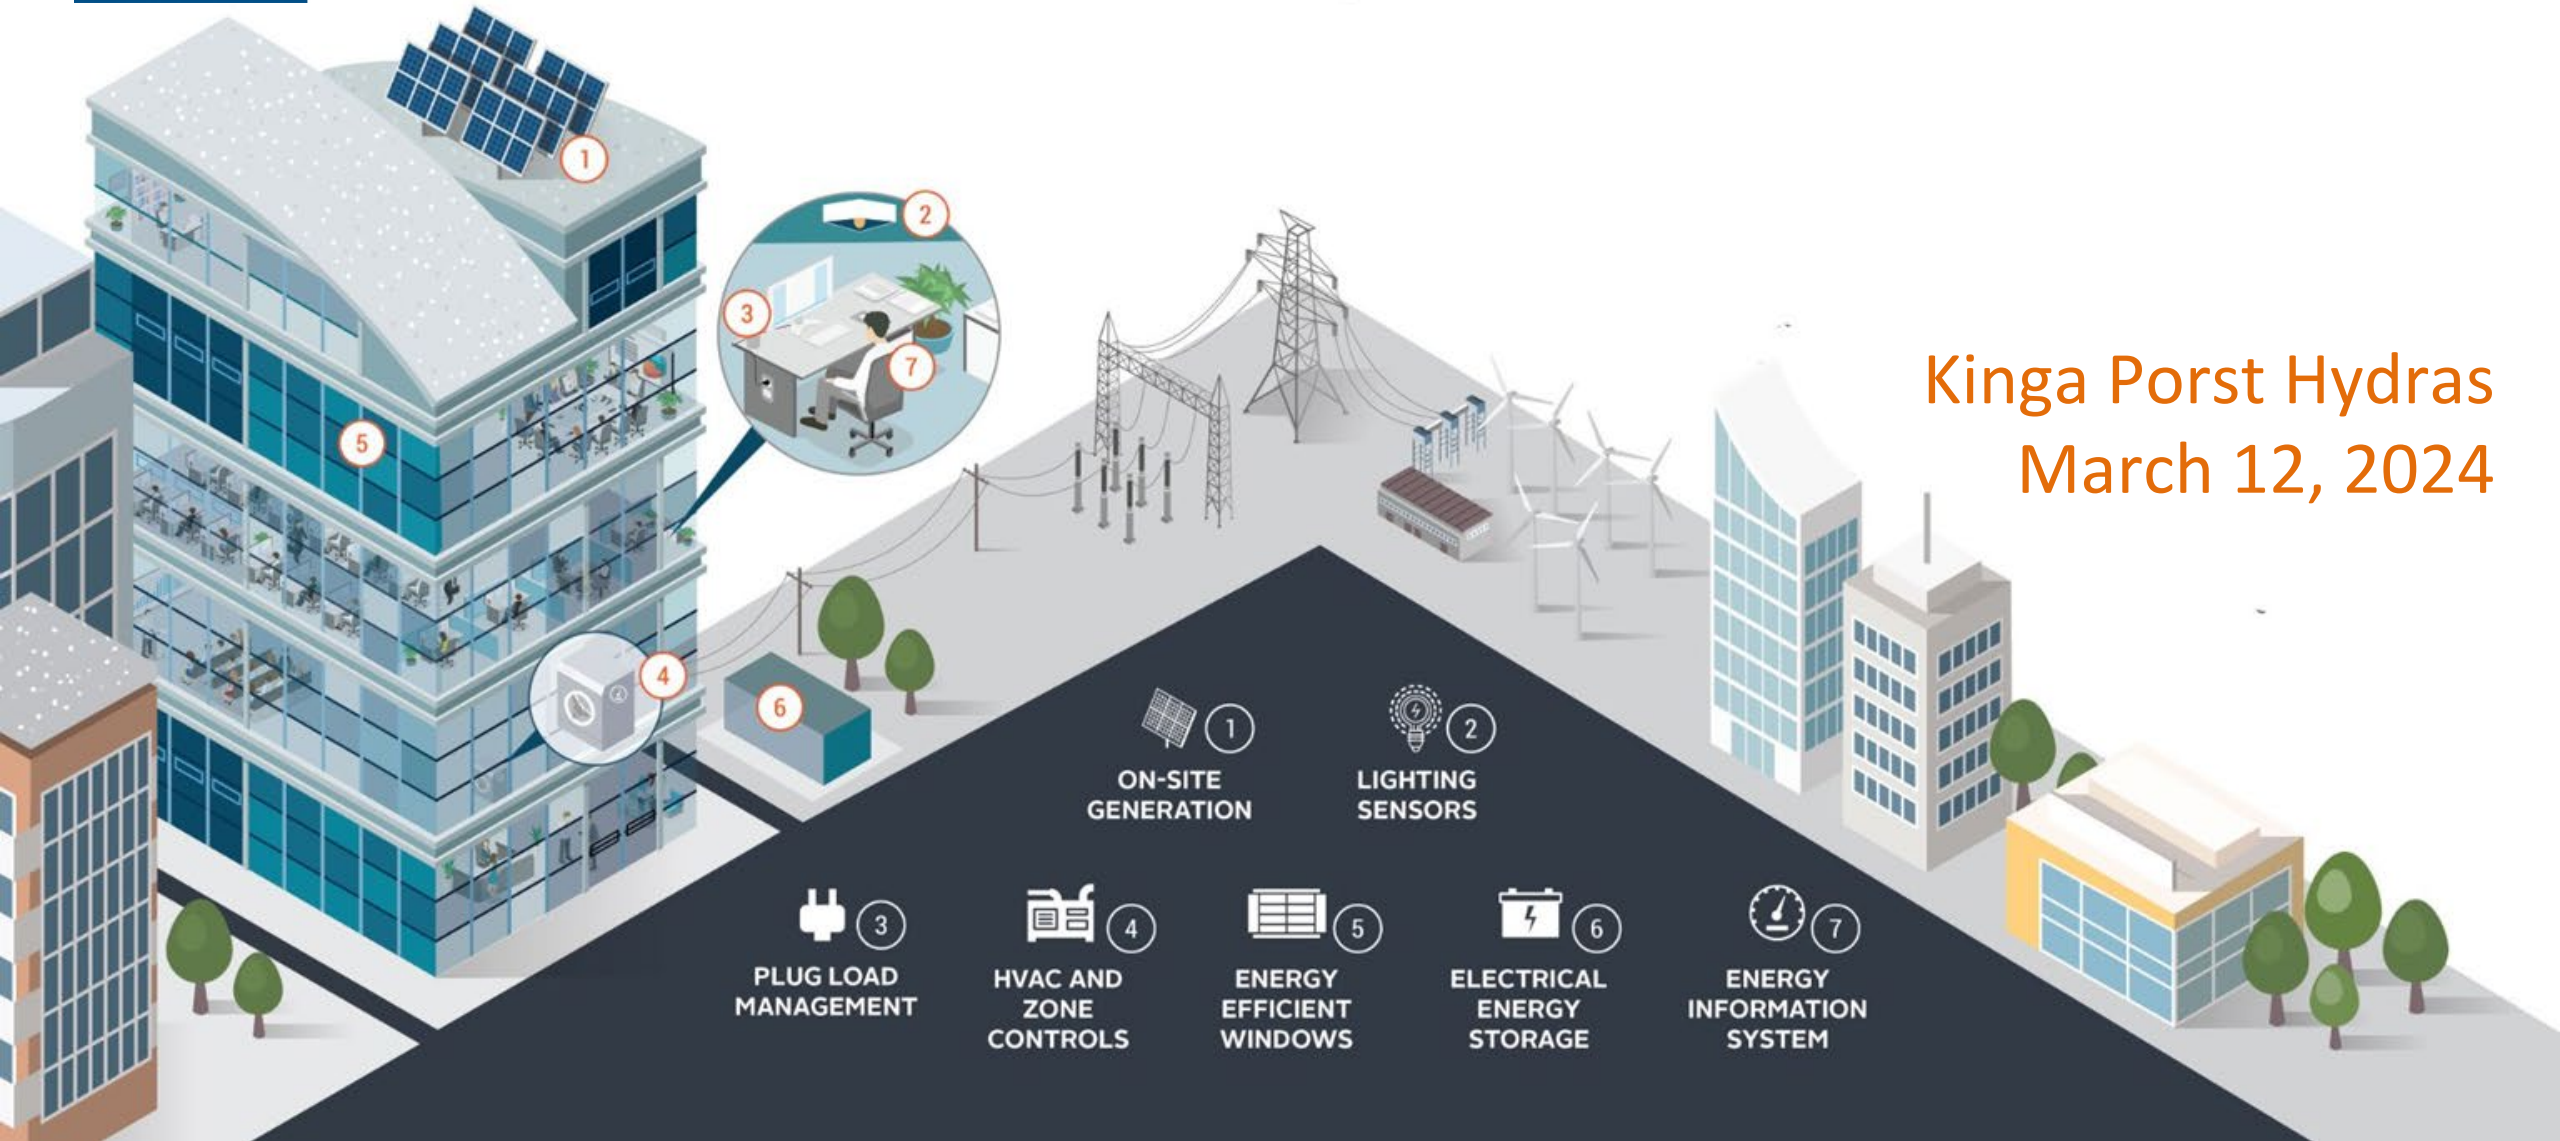 1
2
3
7
5
4
6
Kinga Porst Hydras
March 12, 2024
1
ON-SITE
GENERATION
2
LIGHTING
SENSORS
3
PLUG LOAD
MANAGEMENT
4
HVAC AND
ZONE
CONTROLS
5
ENERGY
EFFICIENT
WINDOWS
6
ELECTRICAL
ENERGY
STORAGE
7
ENERGY
INFORMATION
SYSTEM